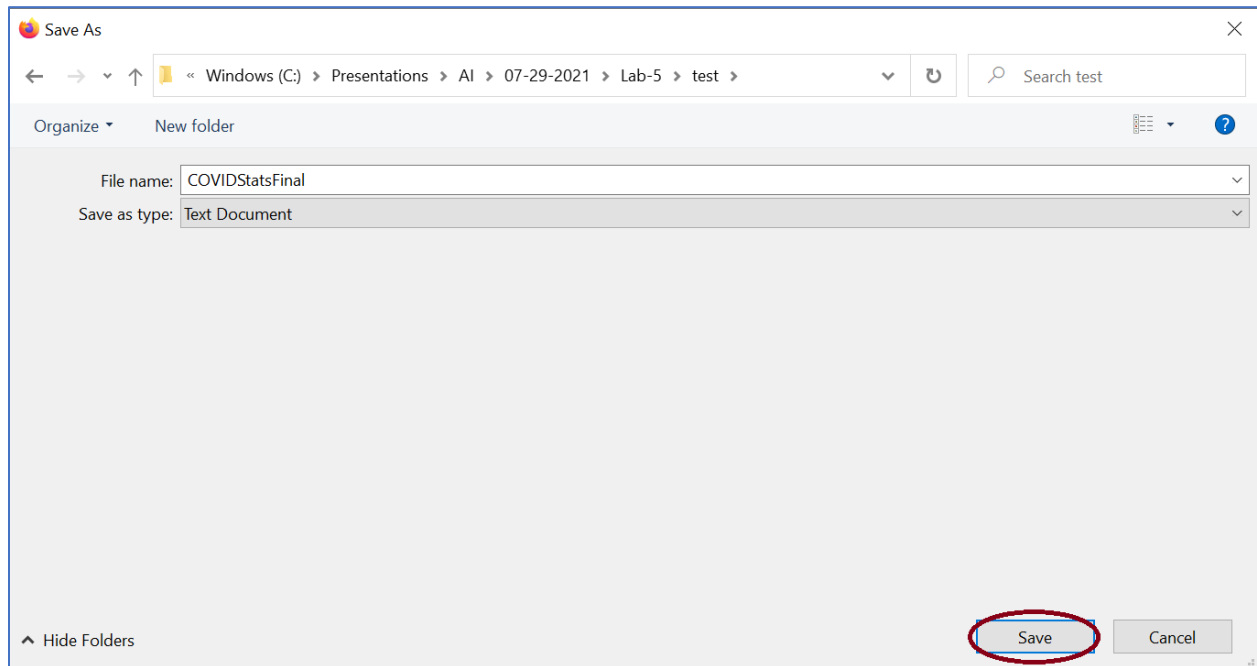 Save As
« Windows (C:) > Presentations > AI > 07-29-2021 > Lab-5 > test >
Search test
Organize
New folder
?
File name: COVIDStatsFinal
Save as type: Text Document
Hide Folders
Save
Cancel